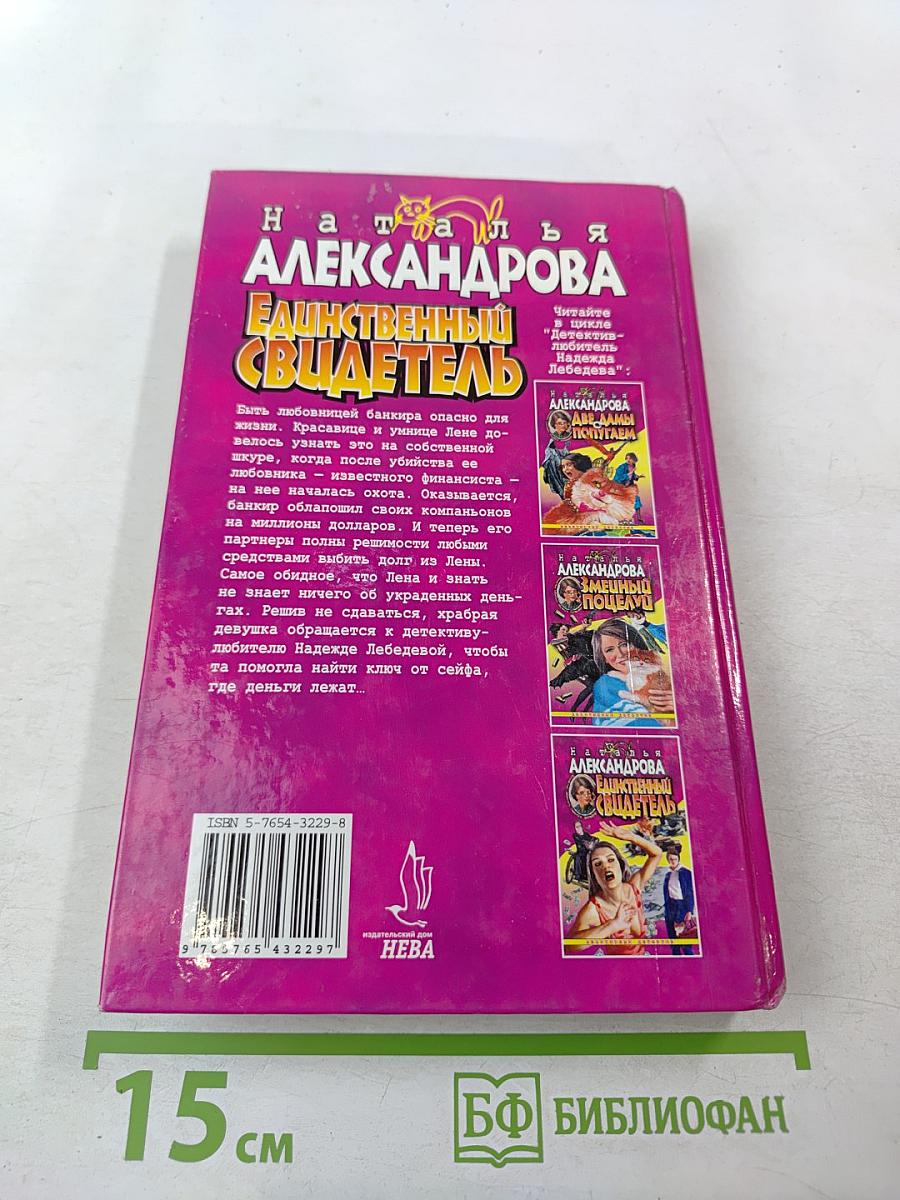 Наталья
АЛЕКСАНДРОВА
ЕДИНСТВЕННЫЙ
СВИДЕТЕЛЬ
Быть любовницей банкира опасно для
жизни. Красавице и умнице Лене до-
велось узнать это на собственной
шкуре, когда после убийства ее
любовника — известного финансиста —
на нее началась охота. Оказывается,
банкир облапошил своих компаньонов
на миллионы долларов. И теперь его
партнеры полны решимости любыми
средствами выбить долг из Лены.
Самое обидное, что Лена и знать
не знает ничего об украденных день-
гах. Решив не сдаваться, храбрая
девушка обращается к детективу-
любителю Надежде Лебедевой, чтобы
та помогла найти ключ от сейфа,
где деньги лежат…
Читайте
в цикле
"Детектив-
любитель
Надежда
Лебедева":
Наталья
АЛЕКСАНДРОВА
ДВЕ ДАМЫ
С
ПОПУГАЕМ
Наталья
АЛЕКСАНДРОВА
ЗМЕИНЫЙ
ПОЦЕЛУЙ
Наталья
АЛЕКСАНДРОВА
ЕДИНСТВЕННЫЙ
СВИДЕТЕЛЬ
ISBN 5-7654-3229-8
9 785765 432297
издательский дом
НЕВА
15 см
БФ БИБЛИОФАН